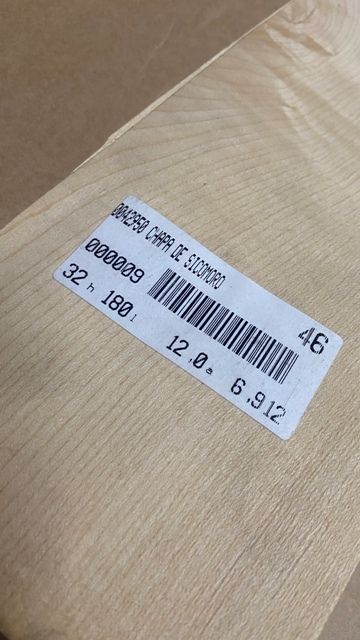 0042950 CHAPA DE SICOMORO
000009
46
32 h 180 l 12,0 a 6,912